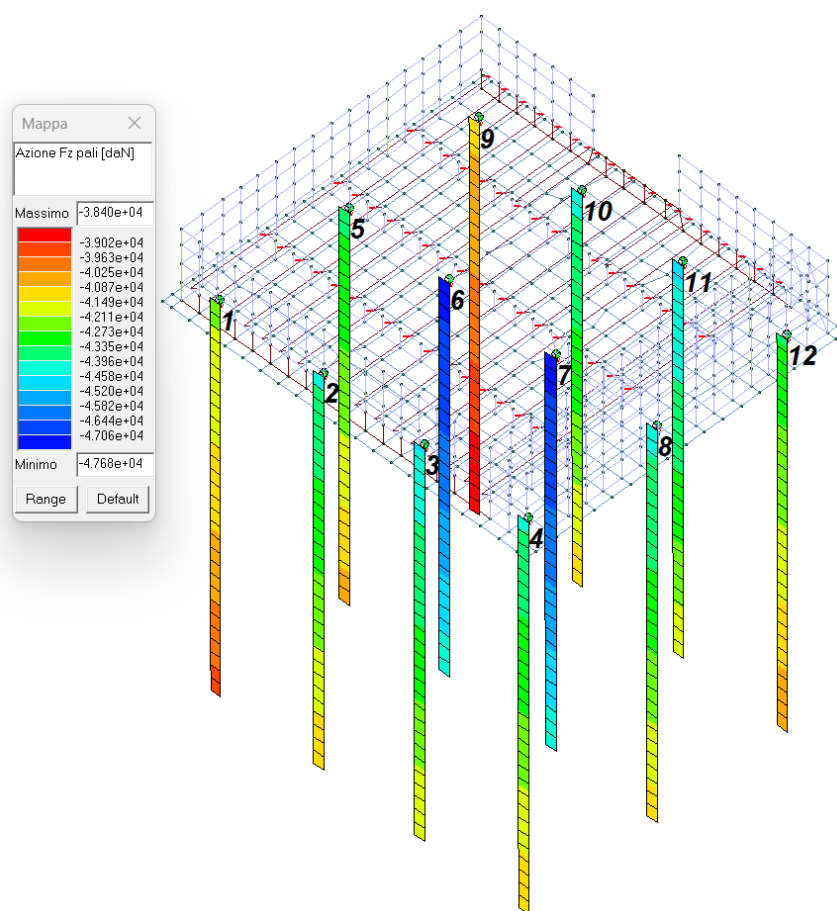 Mappa
Azione Fz pali [daN]
Massimo -3.840e+04
-3.902e+04
-3.963e+04
-4.025e+04
-4.087e+04
-4.149e+04
-4.211e+04
-4.273e+04
-4.335e+04
-4.396e+04
-4.458e+04
-4.520e+04
-4.582e+04
-4.644e+04
-4.706e+04
Minimo -4.768e+04
Range Default
9
10
5
11
6
1
12
7
2
8
3
4